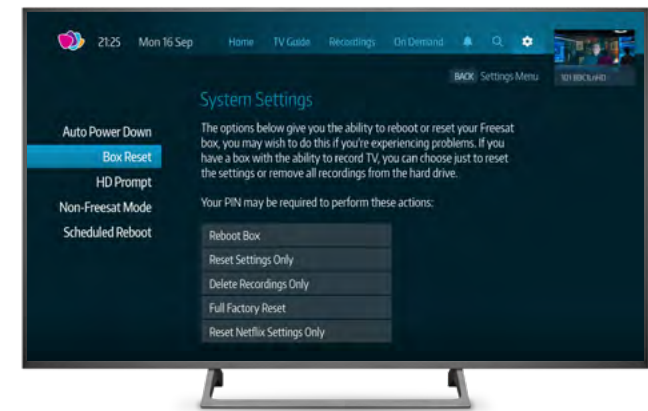 21:25 Mon 16 Sep Home TV Guide Recordings On Demand
BACK Settings Menu
101 BBC One HD
System Settings
Auto Power Down
Box Reset
HD Prompt
Non-Freesat Mode
Scheduled Reboot
The options below give you the ability to reboot or reset your Freesat
box, you may wish to do this if you're experiencing problems. If you
have a box with the ability to record TV, you can choose just to reset
the settings or remove all recordings from the hard drive.
Your PIN may be required to perform these actions:
Reboot Box
Reset Settings Only
Delete Recordings Only
Full Factory Reset
Reset Netflix Settings Only